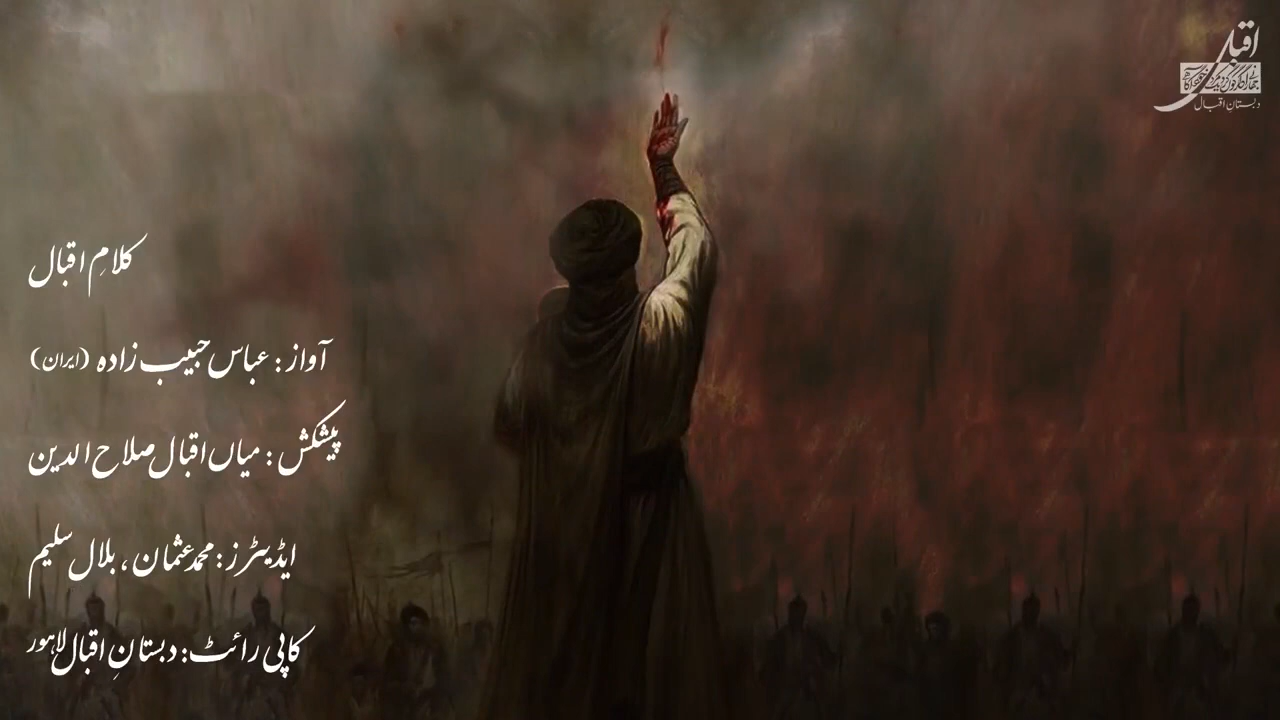 اقبال
دبستانِ اقبال
کلامِ اقبال
آواز: عباس حبیب زادہ (ایران)
پیشکش: میاں اقبال صلاح الدین
ایڈیٹرز: محمد عثمان، بلال سلیم
کاپی رائٹ: دبستانِ اقبال لاہور